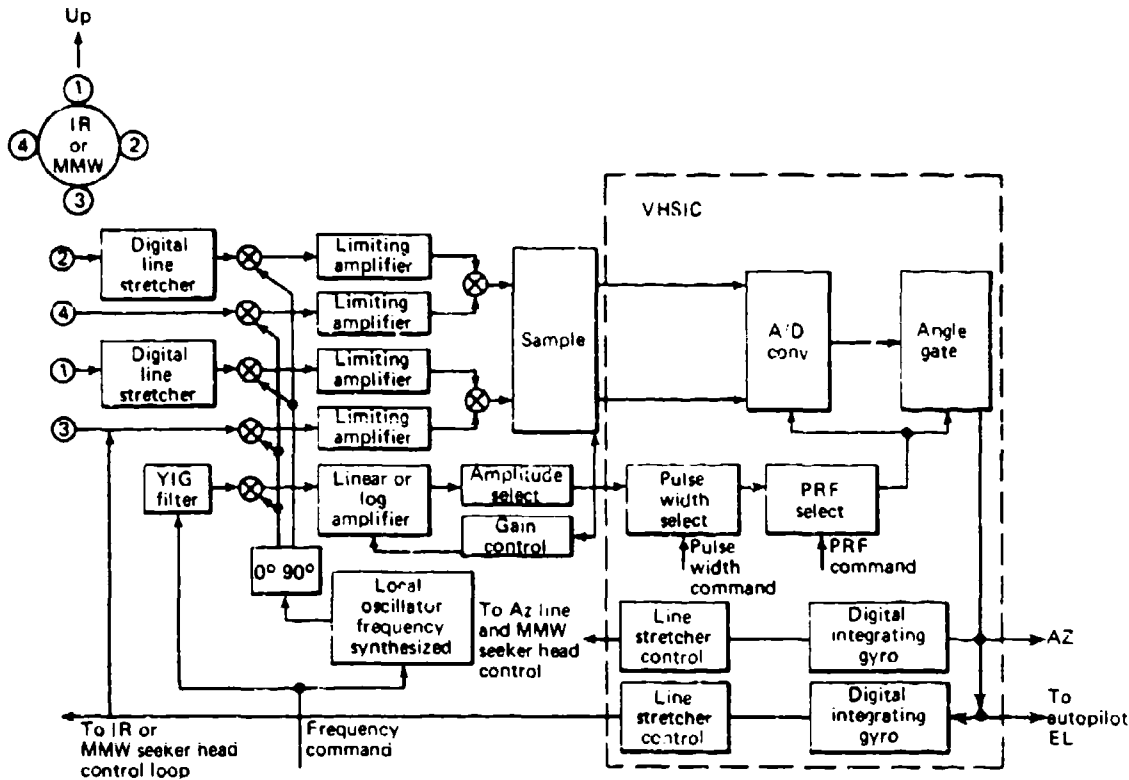 Up
1
IR
or
MMW
4
2
3
VHSIC
2
Digital
line
stretcher
Limiting
amplifier
4
Limiting
amplifier
Sample
A/D
conv
Angle
gate
1
Digital
line
stretcher
Limiting
amplifier
3
Limiting
amplifier
YIG
filter
Linear or
log
amplifier
Amplitude
select
Gain
control
Pulse
width
select
PRF
select
Pulse
width
command
PRF
command
0° 90°
Local
oscillator
frequency
synthesized
To Az line
and MMW
seeker head
control
Line
stretcher
control
Digital
integrating
gyro
AZ
Line
stretcher
control
Digital
integrating
gyro
To
autopilot
EL
To IR or
MMW seeker head
control loop
Frequency
command